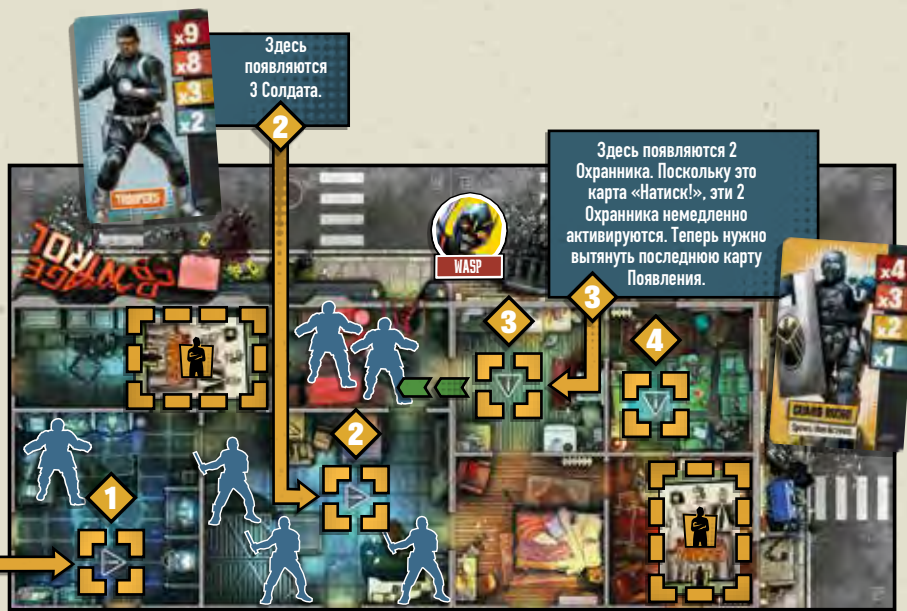 x9
x8
x3
x2
TROOPERS
Здесь
появляются
3 Солдата.
2
Здесь появляются 2
Охранника. Поскольку это
карта «Натиск!», эти 2
Охранника немедленно
активируются. Теперь нужно
вытянуть последнюю карту
Появления.
WASP
3
3
4
x4
x3
x2
x1
GUARD RUSH!
2
1